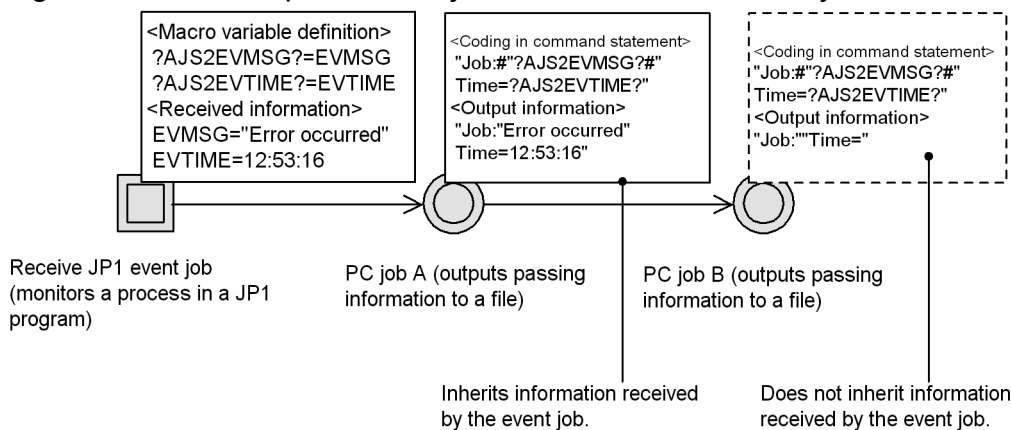 <Macro variable definition>
?AJS2EVMSG?=EVMSG
?AJS2EVTIME?=EVTIME
<Received information>
EVMSG="Error occurred"
EVTIME=12:53:16
<Coding in command statement>
"Job:#"?AJS2EVMSG?#"
Time=?AJS2EVTIME?"
<Output information>
"Job:"Error occurred"
Time=12:53:16"
<Coding in command statement>
"Job:#"?AJS2EVMSG?#"
Time=?AJS2EVTIME?"
<Output information>
"Job:""Time="
Receive JP1 event job
(monitors a process in a JP1
program)
PC job A (outputs passing
information to a file)
PC job B (outputs passing
information to a file)
Inherits information received
by the event job.
Does not inherit information
received by the event job.